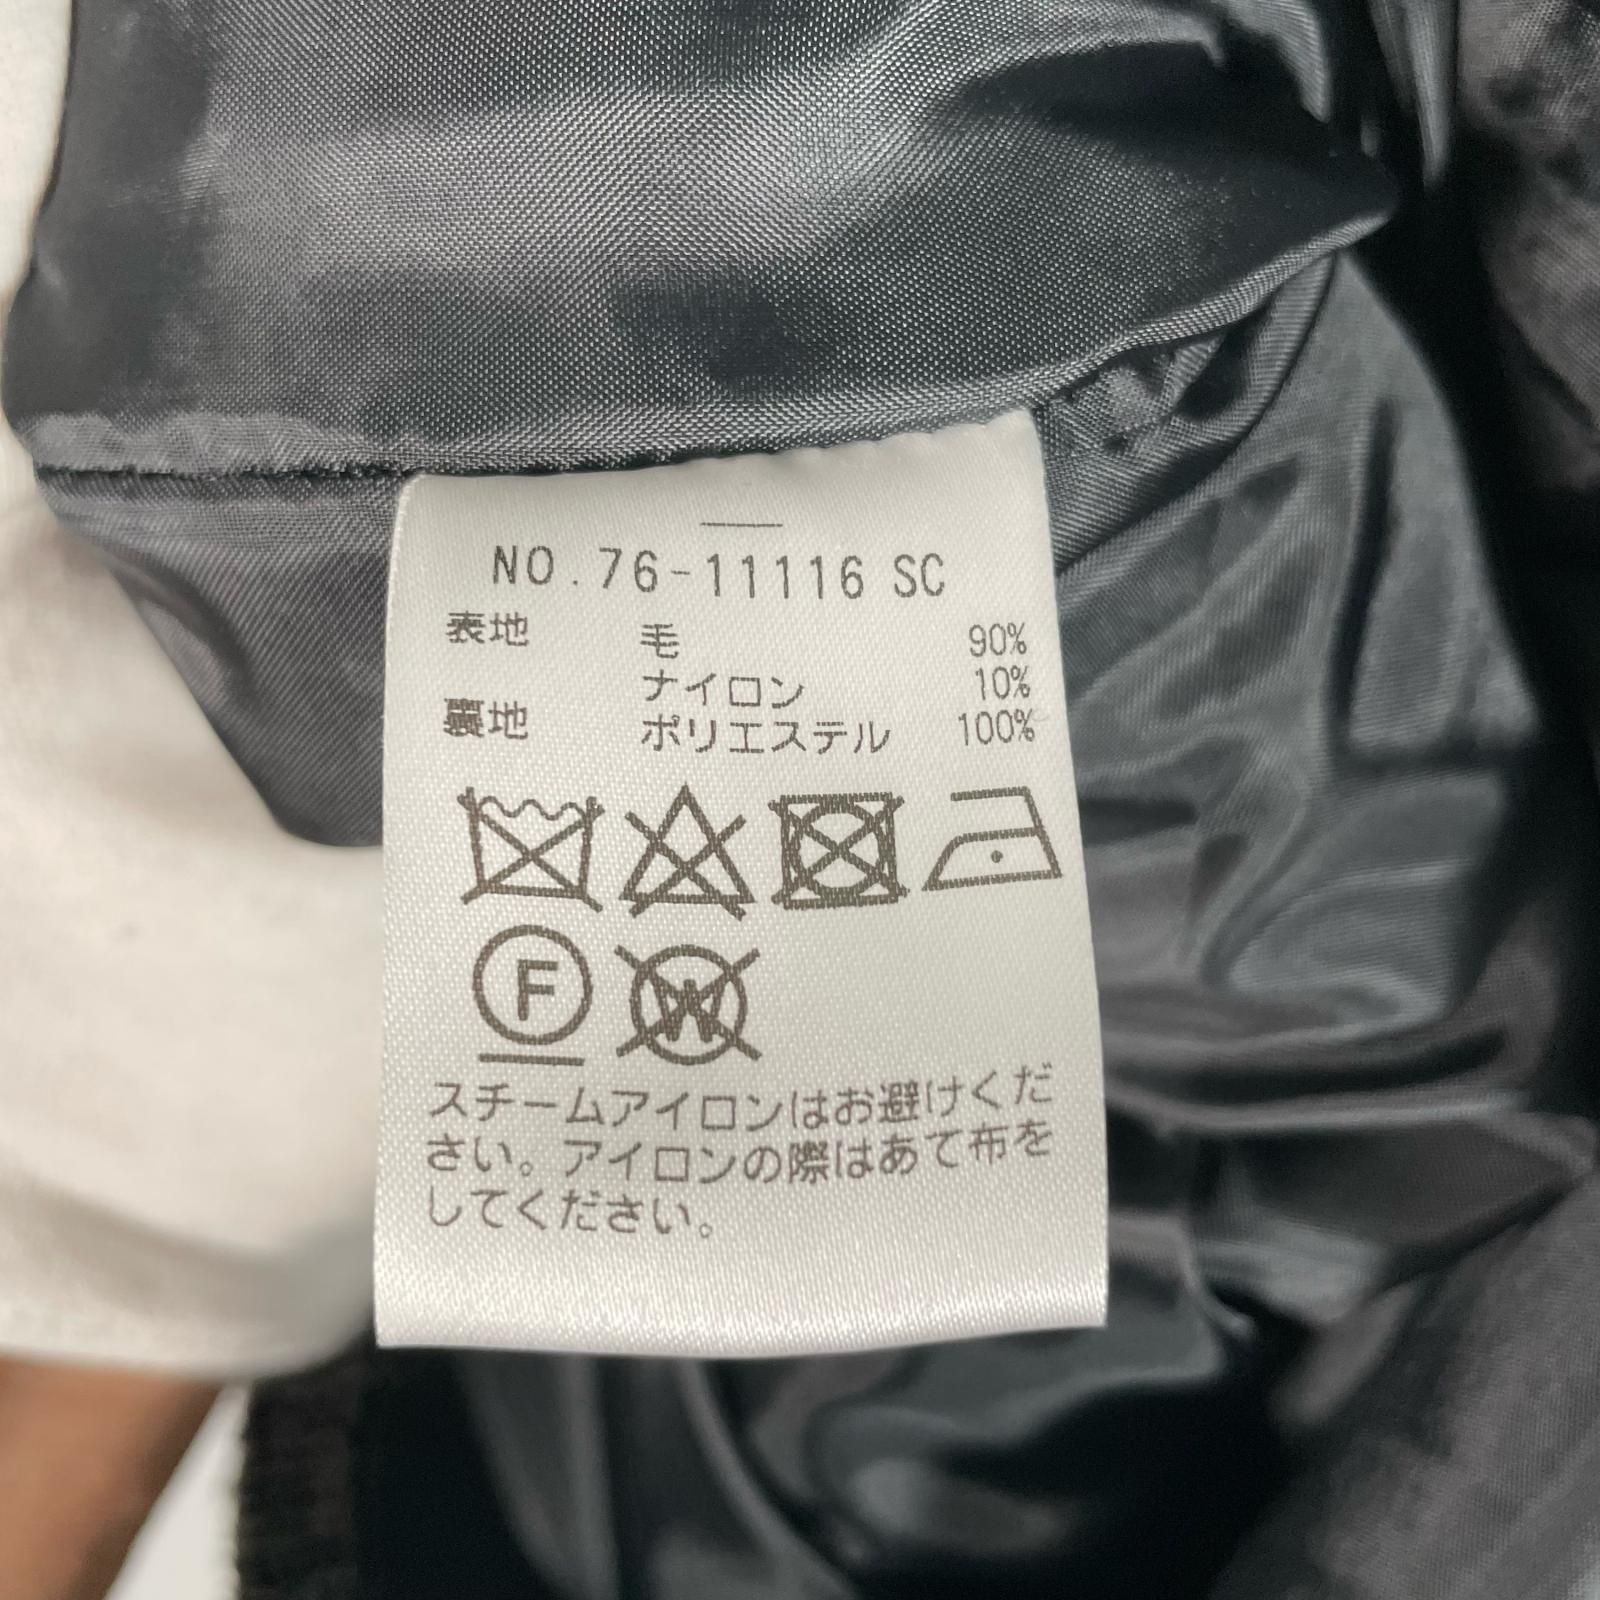 NO.76-11116 SC
表地 毛 90%
ナイロン 10%
裏地 ポリエステル 100%
F W
スチームアイロンはお避けくだ
さい。アイロンの際はあて布を
してください。